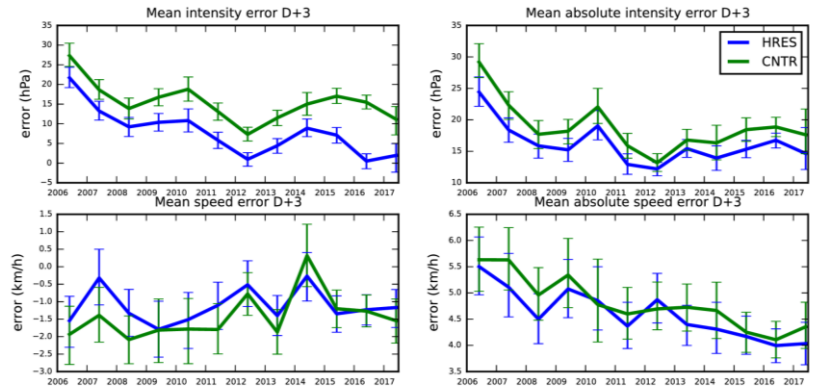 Mean intensity error D+3
Mean absolute intensity error D+3
error (hPa)
35
30
25
20
15
10
5
0
−5
2006 2007 2008 2009 2010 2011 2012 2013 2014 2015 2016 2017
error (hPa)
35
30
25
20
15
10
2006 2007 2008 2009 2010 2011 2012 2013 2014 2015 2016 2017
HRES
CNTR
Mean speed error D+3
Mean absolute speed error D+3
error (km/h)
1.5
1.0
0.5
0.0
−0.5
−1.0
−1.5
−2.0
−2.5
−3.0
2006 2007 2008 2009 2010 2011 2012 2013 2014 2015 2016 2017
error (km/h)
6.5
6.0
5.5
5.0
4.5
4.0
3.5
2006 2007 2008 2009 2010 2011 2012 2013 2014 2015 2016 2017